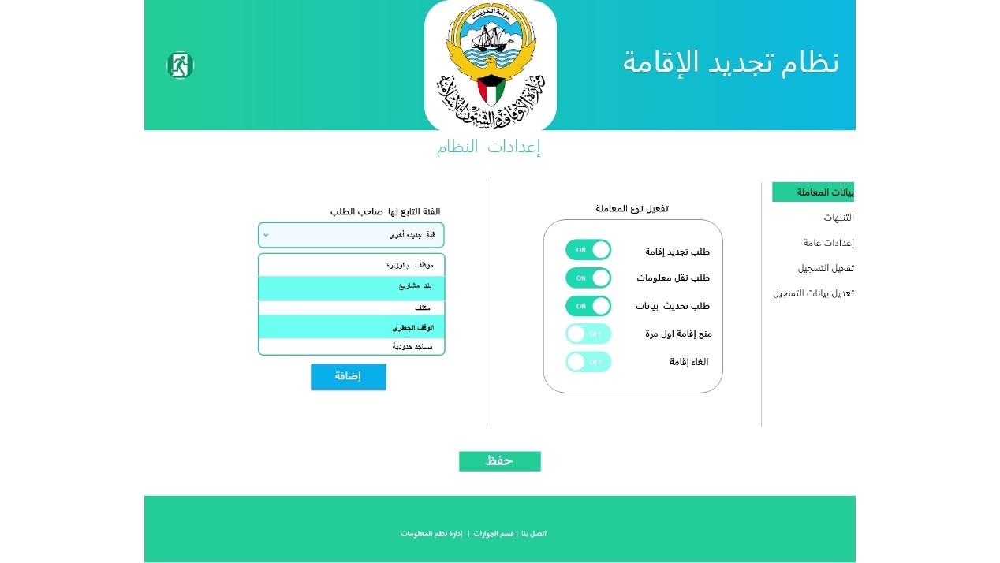 دولة الكويت
وزارة الأوقاف والشئون الإسلامية
نظام تجديد الإقامة
إعدادات النظام
بيانات المعاملة
التنبهات
إعدادات عامة
تفعيل التسجيل
تعديل بيانات التسجيل
تفعيل نوع المعاملة
طلب تجديد إقامة ON
طلب نقل معلومات ON
طلب تحديث بيانات ON
منح إقامة اول مرة OFF
الغاء إقامة OFF
الفئة التابع لها صاحب الطلب
فئة جديدة أخرى
موظف بالوزارة
بند مشاريع
مكلف
الوقف الجعفرى
مساجد حدودية
إضافة
حفظ
اتصل بنا | قسم الجوازات | إدارة نظم المعلومات